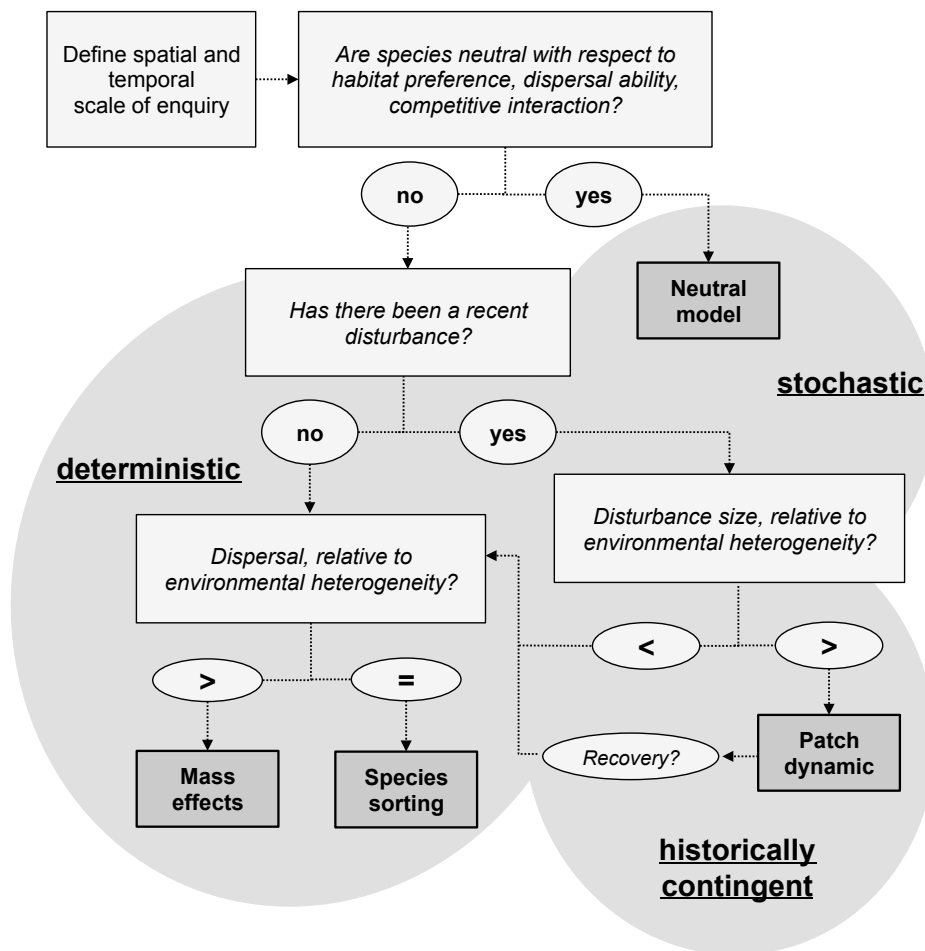 Define spatial and
temporal
scale of enquiry
Are species neutral with respect to
habitat preference, dispersal ability,
competitive interaction?
no
yes
Neutral
model
Has there been a recent
disturbance?
stochastic
no
yes
deterministic
Dispersal, relative to
environmental heterogeneity?
Disturbance size, relative to
environmental heterogeneity?
<
>
>
=
Mass
effects
Species
sorting
Recovery?
Patch
dynamic
historically
contingent